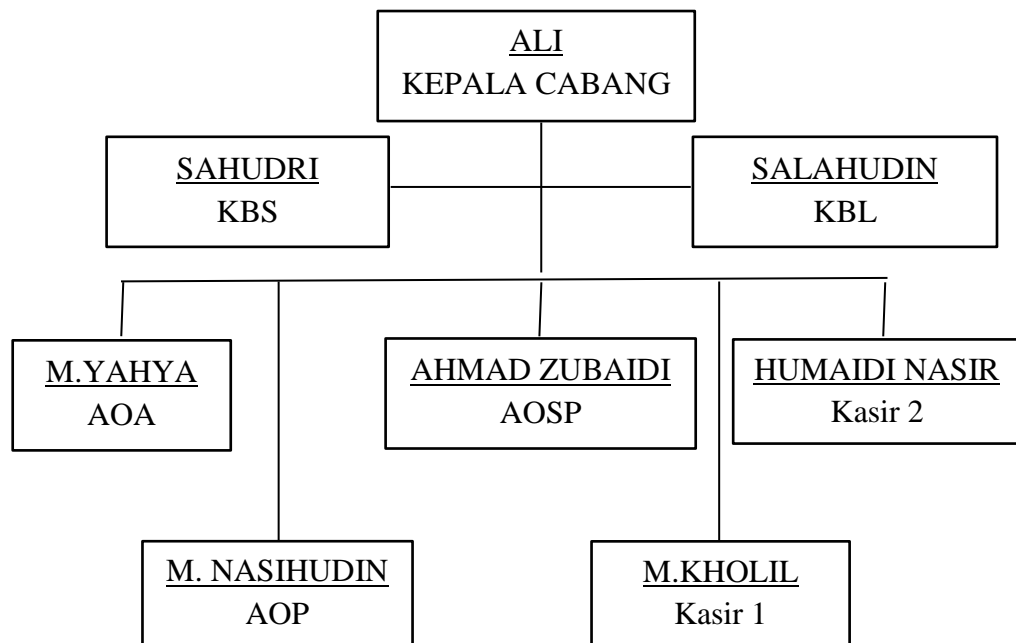 ALI
KEPALA CABANG
SAHUDRI
KBS
SALAHUDIN
KBL
M.YAHYA
AOA
AHMAD ZUBAIDI
AOSP
HUMAIDI NASIR
Kasir 2
M. NASIHUDIN
AOP
M.KHOLIL
Kasir 1